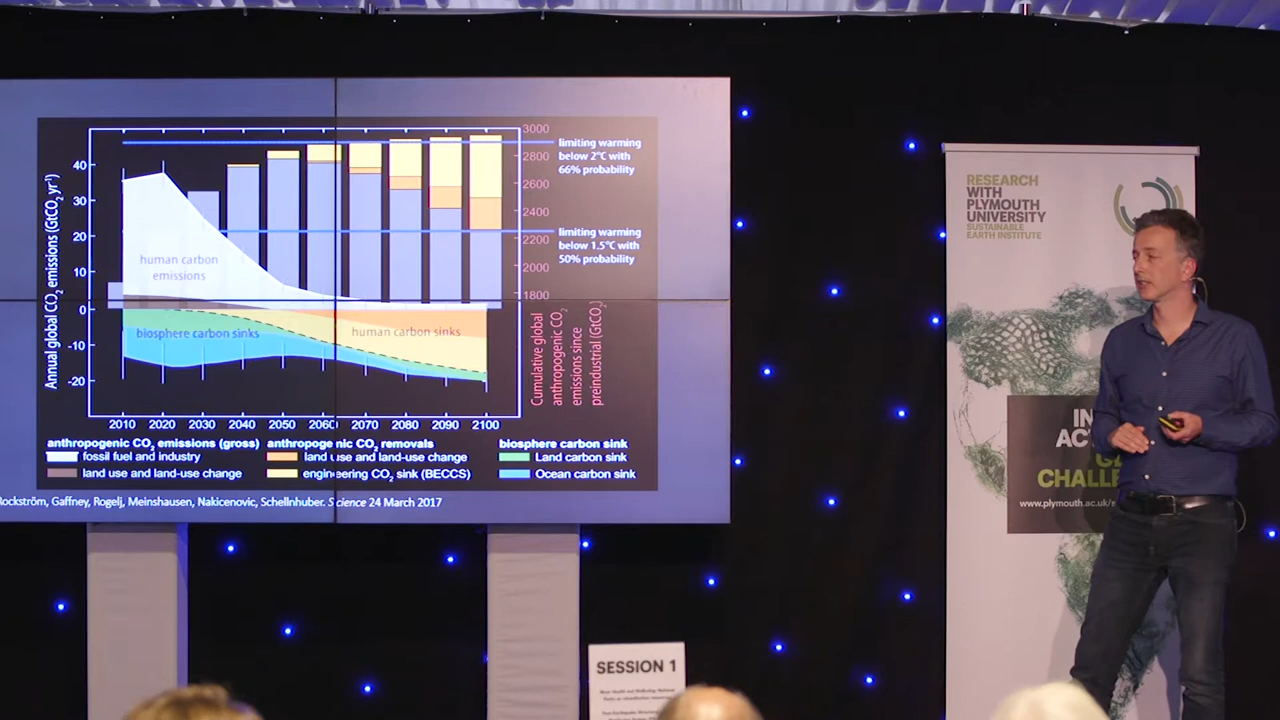 40
30
20
10
0
-10
-20
Annual global CO2 emissions (GtCO2 yr-1)
3000
2800
2600
2400
2200
2000
1800
Cumulative global
anthropogenic CO2
emissions since
preindustrial (GtCO2)
limiting warming
below 2°C with
66% probability
limiting warming
below 1.5°C with
50% probability
human carbon
emissions
biosphere carbon sinks
human carbon sinks
2010 2020 2030 2040 2050 2060 2070 2080 2090 2100
anthropogenic CO2 emissions (gross)
fossil fuel and industry
land use and land-use change
anthropogenic CO2 removals
land use and land-use change
engineering CO2 sink (BECCS)
biosphere carbon sink
Land carbon sink
Ocean carbon sink
Rockström, Gaffney, Rogelj, Meinshausen, Nakicenovic, Schellnhuber. Science 24 March 2017
RESEARCH
WITH
PLYMOUTH
UNIVERSITY
SUSTAINABLE
EARTH INSTITUTE
CHALLE
www.plymouth.ac.uk/
SESSION 1